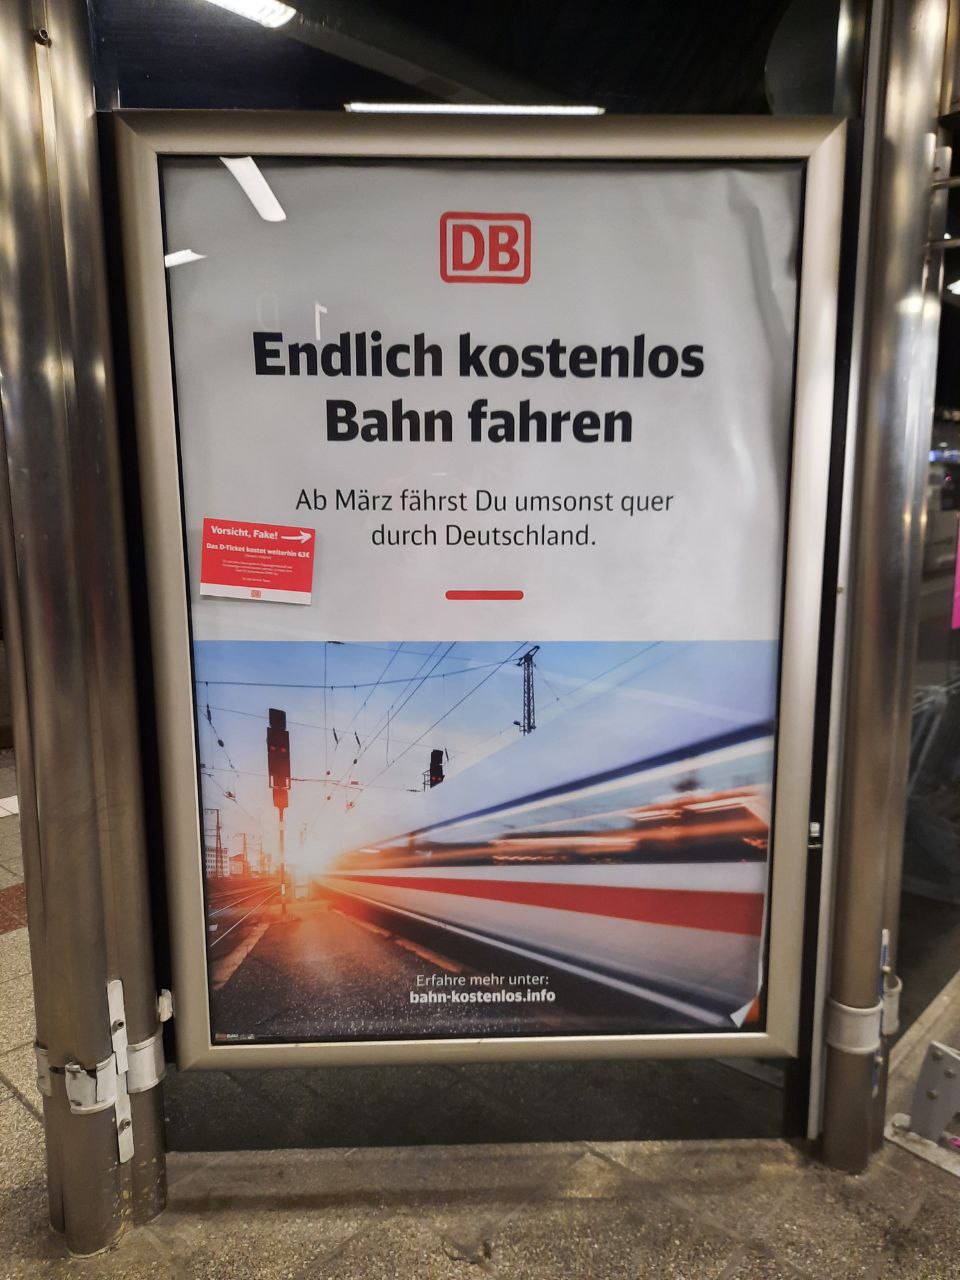 DB
Endlich kostenlos
Bahn fahren
Ab März fährst Du umsonst quer
durch Deutschland.
Vorsicht, Fake!
Das D-Ticket kostet weiterhin 63€
DB
Erfahre mehr unter:
bahn-kostenlos.info